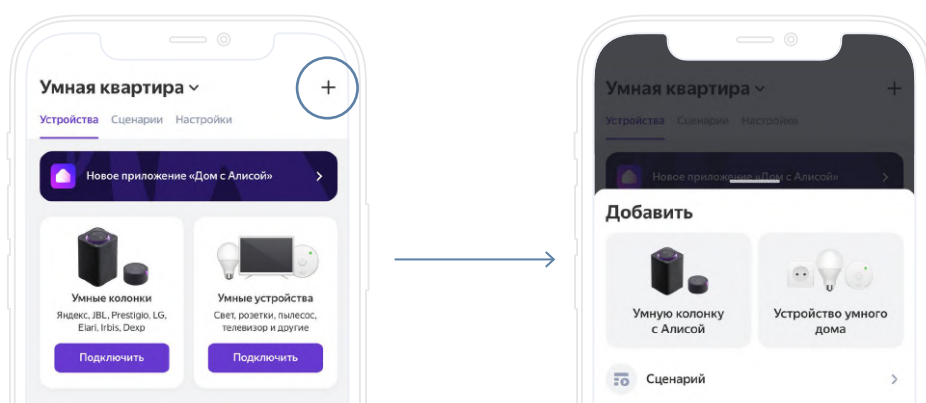 Умная квартира
Устройства Сценарии Настройки
Новое приложение «Дом с Алисой»
Умные колонки
Яндекс, JBL, Prestigio, LG,
Elari, Irbis, Dexp
Подключить
Умные устройства
Свет, розетки, пылесос,
телевизор и другие
Подключить
Умная квартира
Устройства Сценарии Настройки
Новое приложение «Дом с Алисой»
Добавить
Умную колонку
с Алисой
Устройство умного
дома
Сценарий